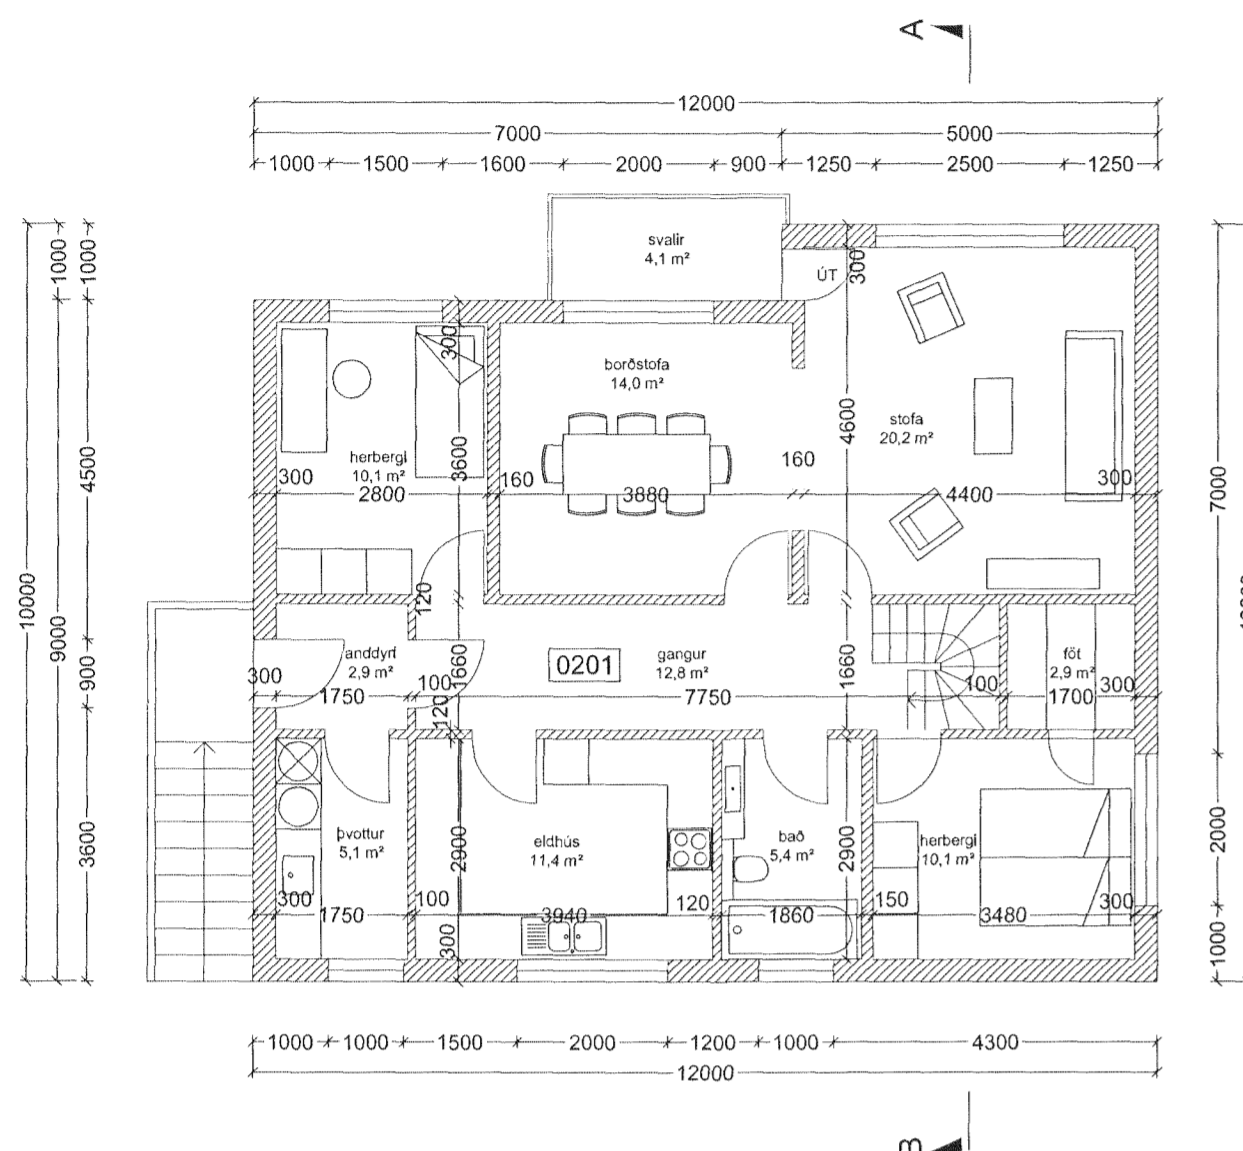 A
12000
7000 5000
1000 1500 1600 2000 900 1250 2500 1250
1000
1000
svalir
4,1 m²
ÚT
300
300
borðstofa
14,0 m²
4600
stofa
20,2 m²
4500
herbergi
10,1 m²
3600
300
2800
160
3880
160
4400
300
7000
10000
9000
120
anddyri
2,9 m²
300
1750
100
1660
0201
gangur
12,8 m²
7750
1660
100
föt
2,9 m²
1700
300
900
120
3600
þvottur
5,1 m²
300
1750
100
2900
eldhús
11,4 m²
3940
300
120
bað
5,4 m²
1860
2900
150
herbergi
10,1 m²
3480
300
2000
1000
1000 1000 1500 2000 1200 1000 4300
12000